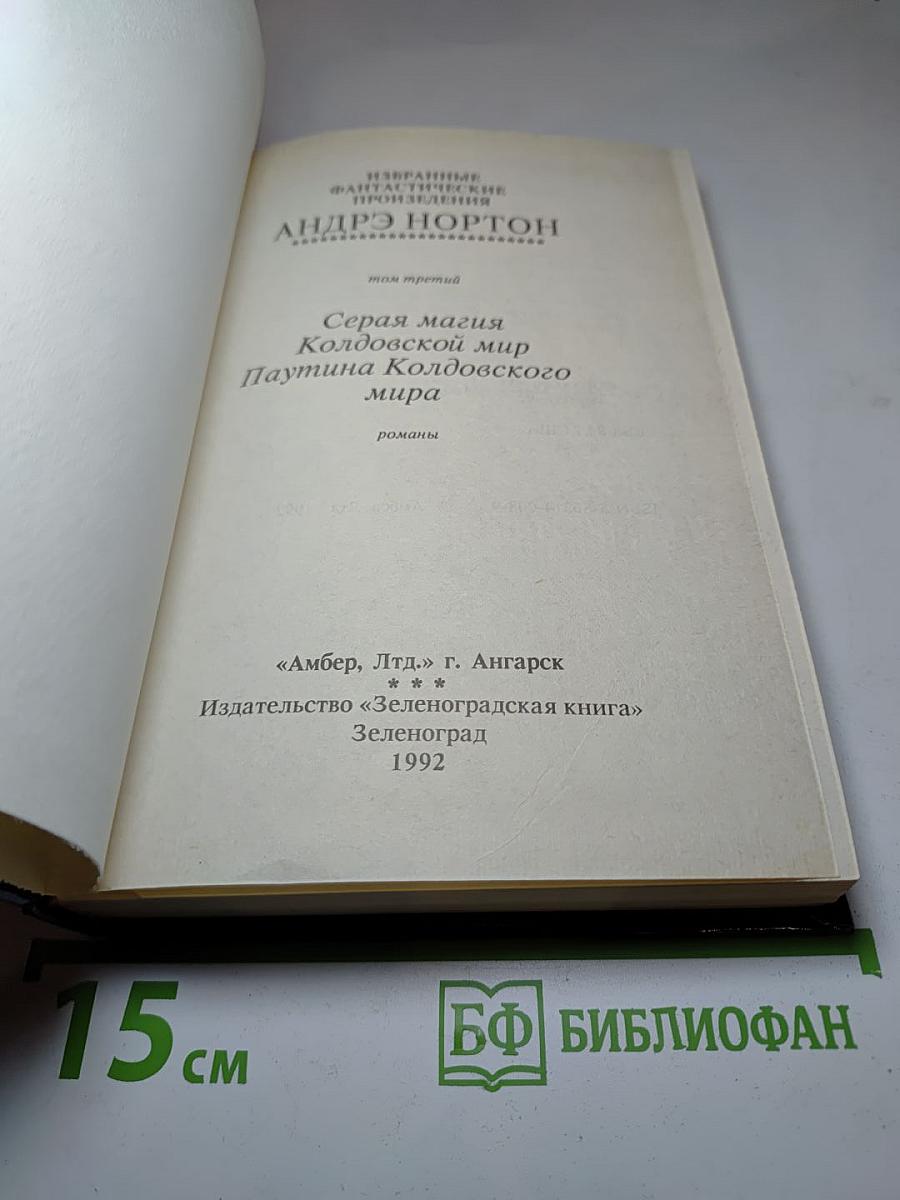 ИЗБРАННЫЕ
ФАНТАСТИЧЕСКИЕ
ПРОИЗЕДЕНИЯ
АНДРЭ НОРТОН
том третий
Серая магия
Колдовской мир
Паутина Колдовского
мира
романы
«Амбер, Лтд.» г. Ангарск
* * *
Издательство «Зеленоградская книга»
Зеленоград
1992
15 см
БФ БИБЛИОФАН